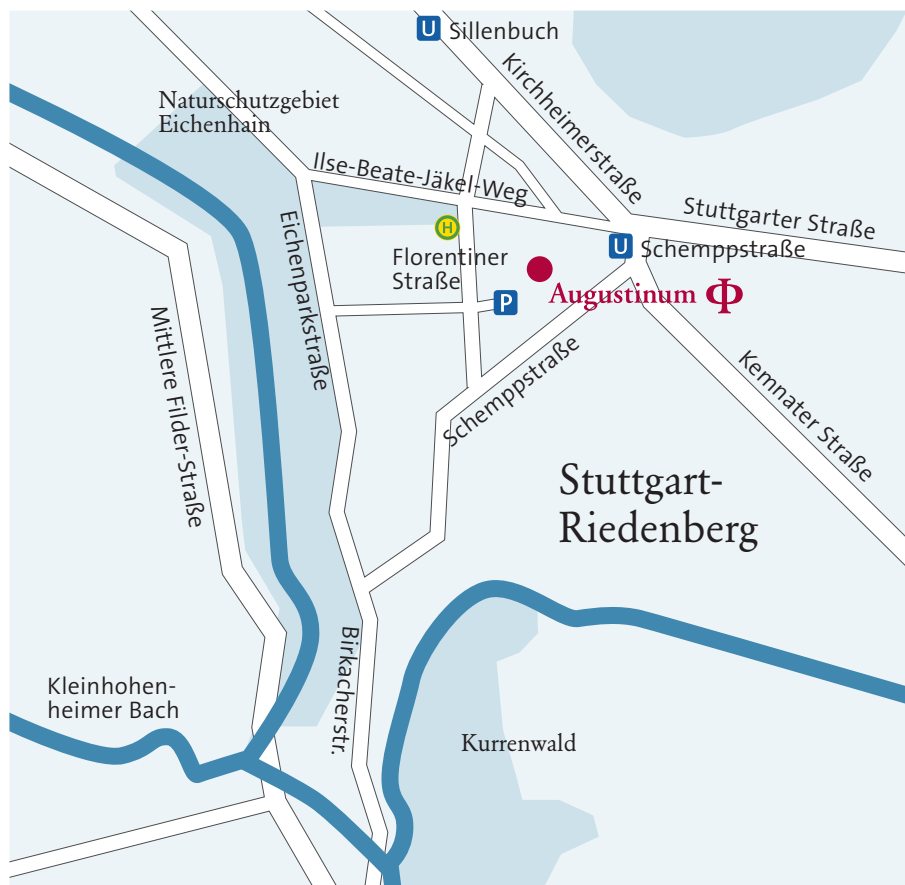 U Sillenbuch
Kirchheimerstraße
Naturschutzgebiet
Eichenhain
Ilse-Beate-Jäkel-Weg
Stuttgarter Straße
Eichenparkstraße
H
Florentiner
Straße
U Schemppstraße
P
Augustinum Φ
Mittlere Filder-Straße
Schemppstraße
Kemnater Straße
Stuttgart-
Riedenberg
Birkacherstr.
Kleinhohen-
heimer Bach
Kurrenwald